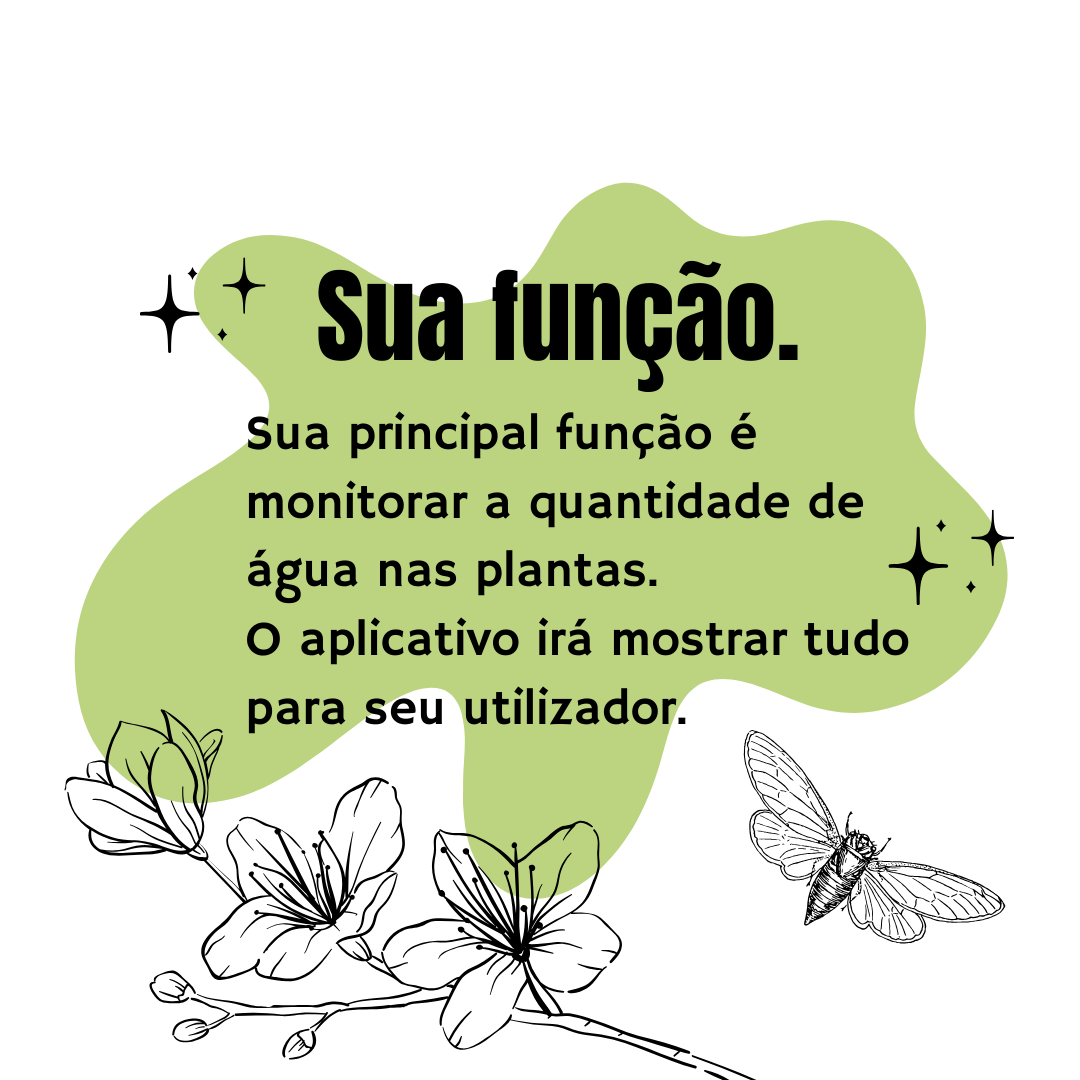 Sua função.
Sua principal função é
monitorar a quantidade de
água nas plantas.
O aplicativo irá mostrar tudo
para seu utilizador.